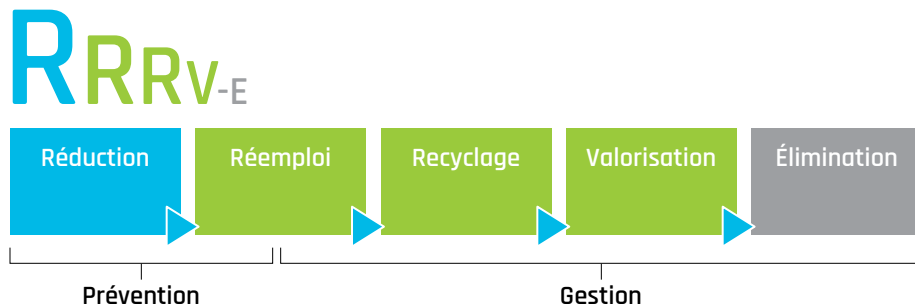 RRRV-E
Réduction Réemploi Recyclage Valorisation Élimination
Prévention Gestion